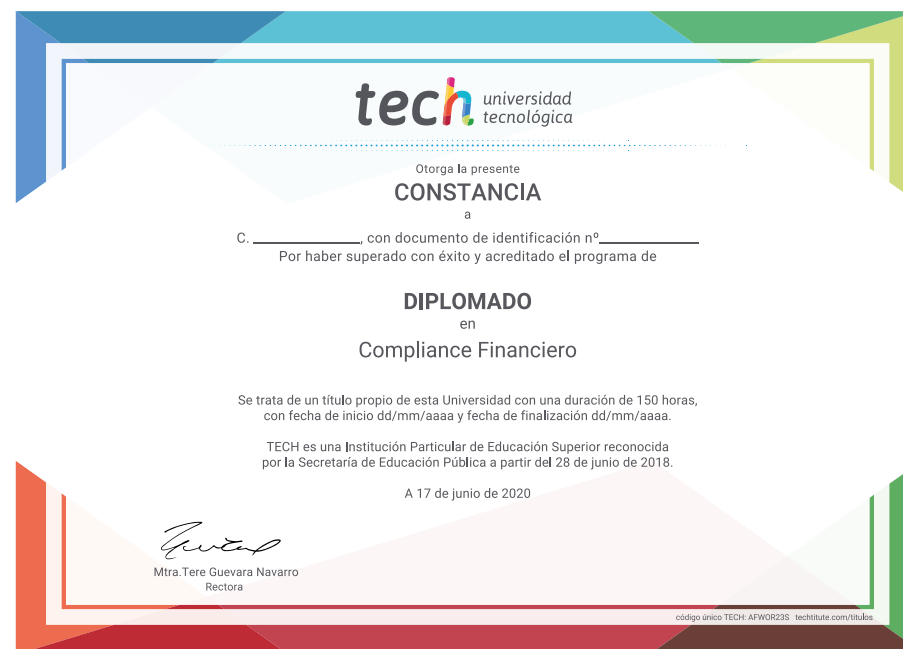 tech universidad
tecnológica
Otorga la presente
CONSTANCIA
a
C. ______________, con documento de identificación nº_____________
Por haber superado con éxito y acreditado el programa de
DIPLOMADO
en
Compliance Financiero
Se trata de un título propio de esta Universidad con una duración de 150 horas,
con fecha de inicio dd/mm/aaaa y fecha de finalización dd/mm/aaaa.
TECH es una Institución Particular de Educación Superior reconocida
por la Secretaría de Educación Pública a partir del 28 de junio de 2018.
A 17 de junio de 2020
Mtra.Tere Guevara Navarro
Rectora
código único TECH: AFWOR23S techtitute.com/titulos